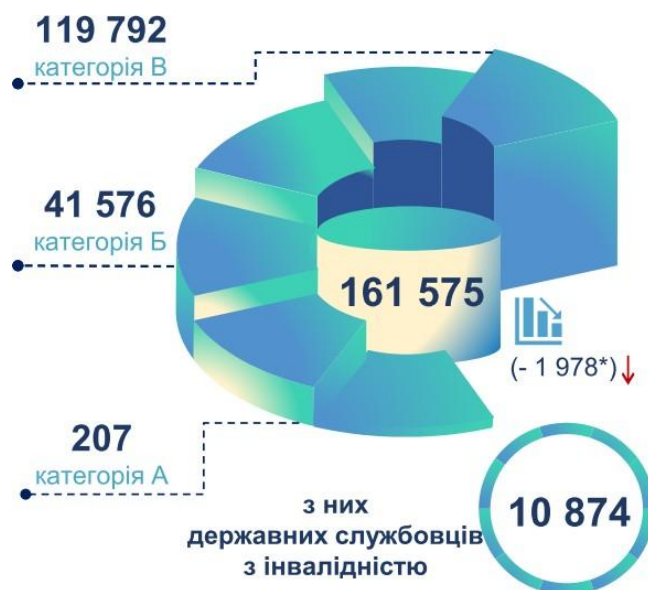 119 792
категорія В
41 576
категорія Б
161 575
(- 1 978*)
207
категорія А
з них
державних службовців
з інвалідністю
10 874